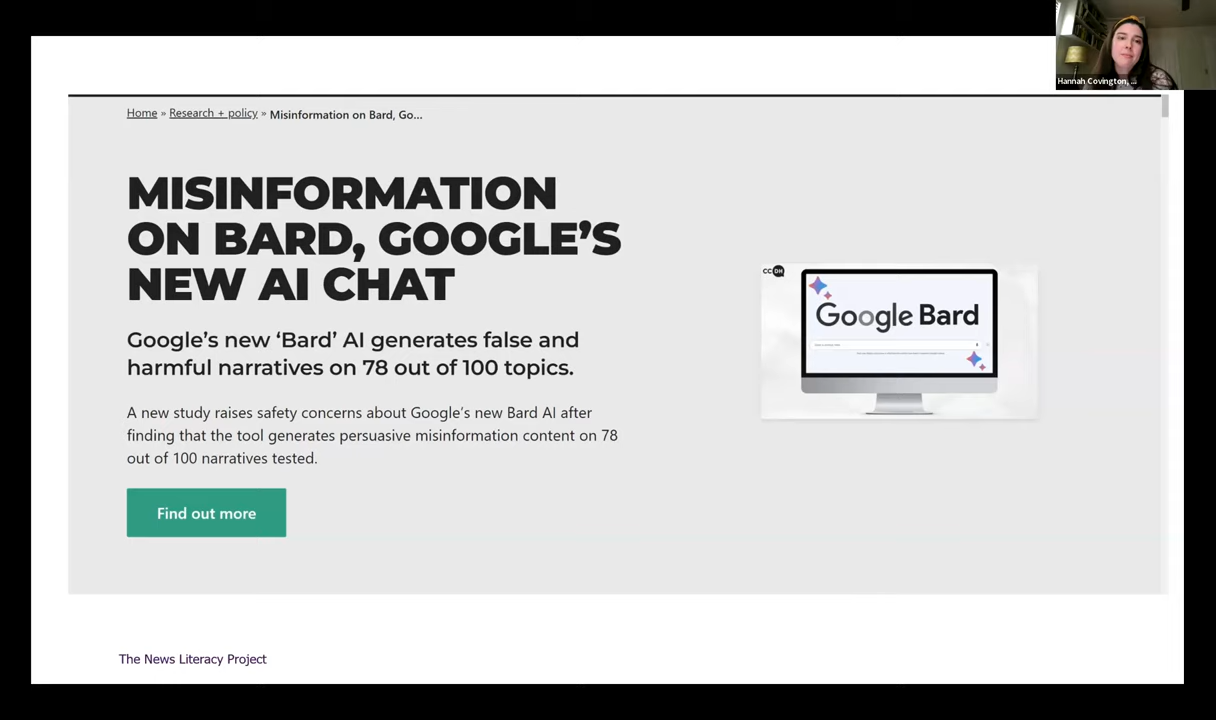 Hannah Covington, ...
Home » Research + policy » Misinformation on Bard, Go...
MISINFORMATION
ON BARD, GOOGLE’S
NEW AI CHAT
Google’s new ‘Bard’ AI generates false and
harmful narratives on 78 out of 100 topics.
A new study raises safety concerns about Google’s new Bard AI after
finding that the tool generates persuasive misinformation content on 78
out of 100 narratives tested.
Find out more
CC DH
Google Bard
The News Literacy Project